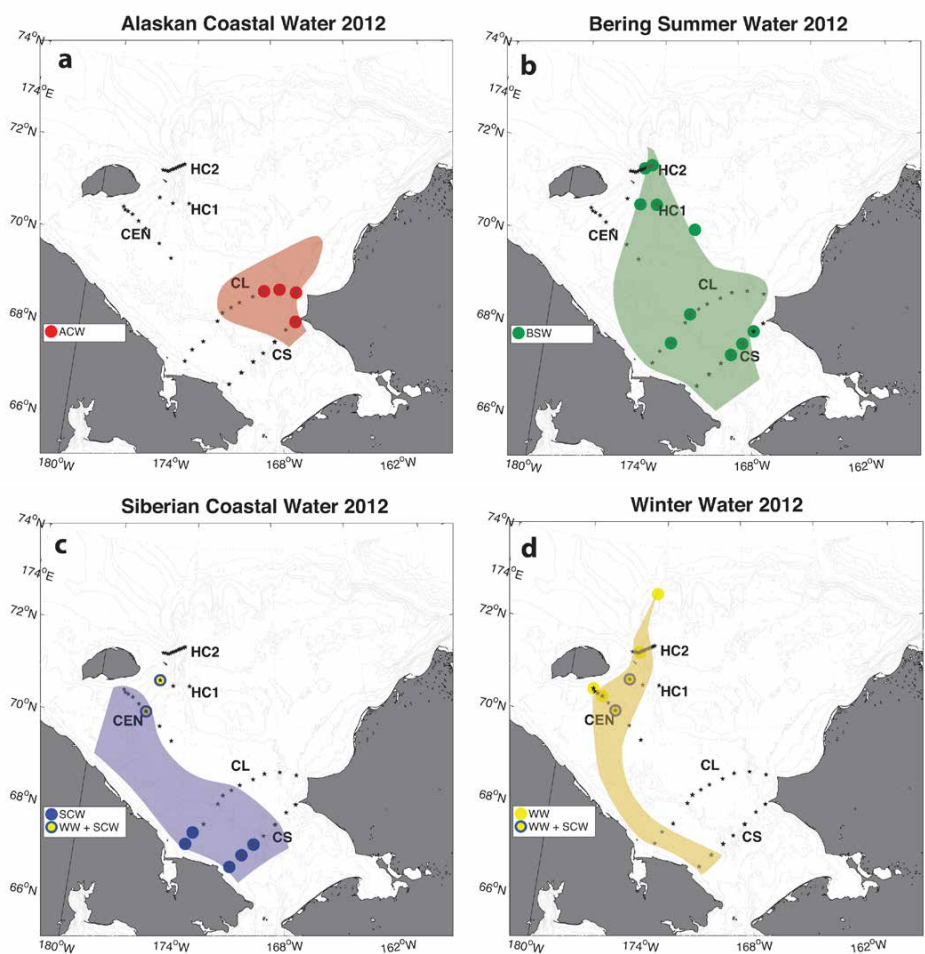 Alaskan Coastal Water 2012
a
74°N
174°E
72°N
70°N
68°N
66°N
180°W
174°W
168°W
162°W
HC2
HC1
CEN
CL
CS
ACW
Bering Summer Water 2012
b
74°N
174°E
72°N
70°N
68°N
66°N
180°W
174°W
168°W
162°W
HC2
HC1
CEN
CL
CS
BSW
Siberian Coastal Water 2012
c
74°N
174°E
72°N
70°N
68°N
66°N
180°W
174°W
168°W
162°W
HC2
HC1
CEN
CL
CS
SCW
WW + SCW
Winter Water 2012
d
74°N
174°E
72°N
70°N
68°N
66°N
180°W
174°W
168°W
162°W
HC2
HC1
CEN
CL
CS
WW
WW + SCW